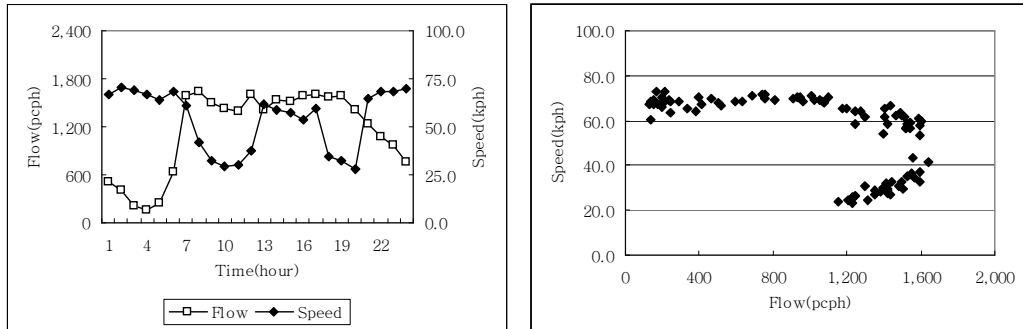 2,400
1,800
1,200
600
0
Flow(pcph)
100.0
75.0
50.0
25.0
0.0
Speed(kph)
1 4 7 10 13 16 19 22
Time(hour)
Flow Speed
100.0
80.0
60.0
40.0
20.0
0.0
Speed(kph)
0 400 800 1,200 1,600 2,000
Flow(pcph)